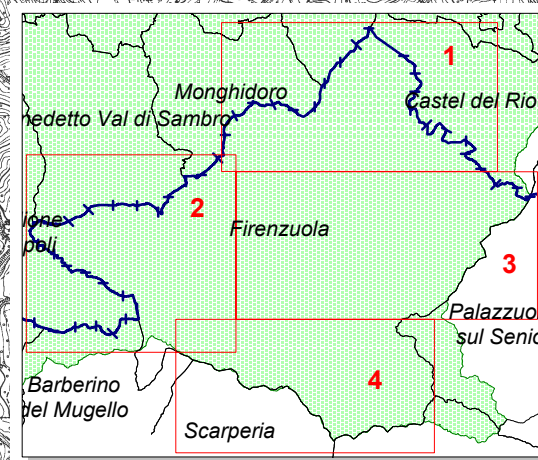 1
Monghidoro
Castel del Rio
nedetto Val di Sambro
2
Firenzuola
ione
poli
3
Palazzuo
sul Senio
Barberino
del Mugello
4
Scarperia